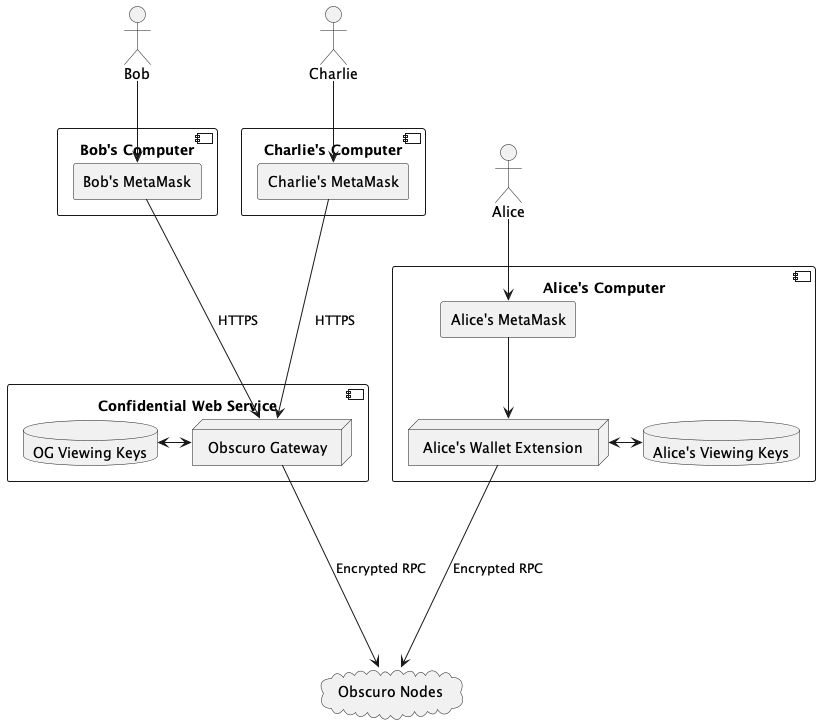 Bob
Charlie
Bob's Computer
Charlie's Computer
Bob's MetaMask
Charlie's MetaMask
Alice
Alice's Computer
Alice's MetaMask
HTTPS
HTTPS
Confidential Web Service
OG Viewing Keys
Obscuro Gateway
Alice's Wallet Extension
Alice's Viewing Keys
Encrypted RPC
Encrypted RPC
Obscuro Nodes